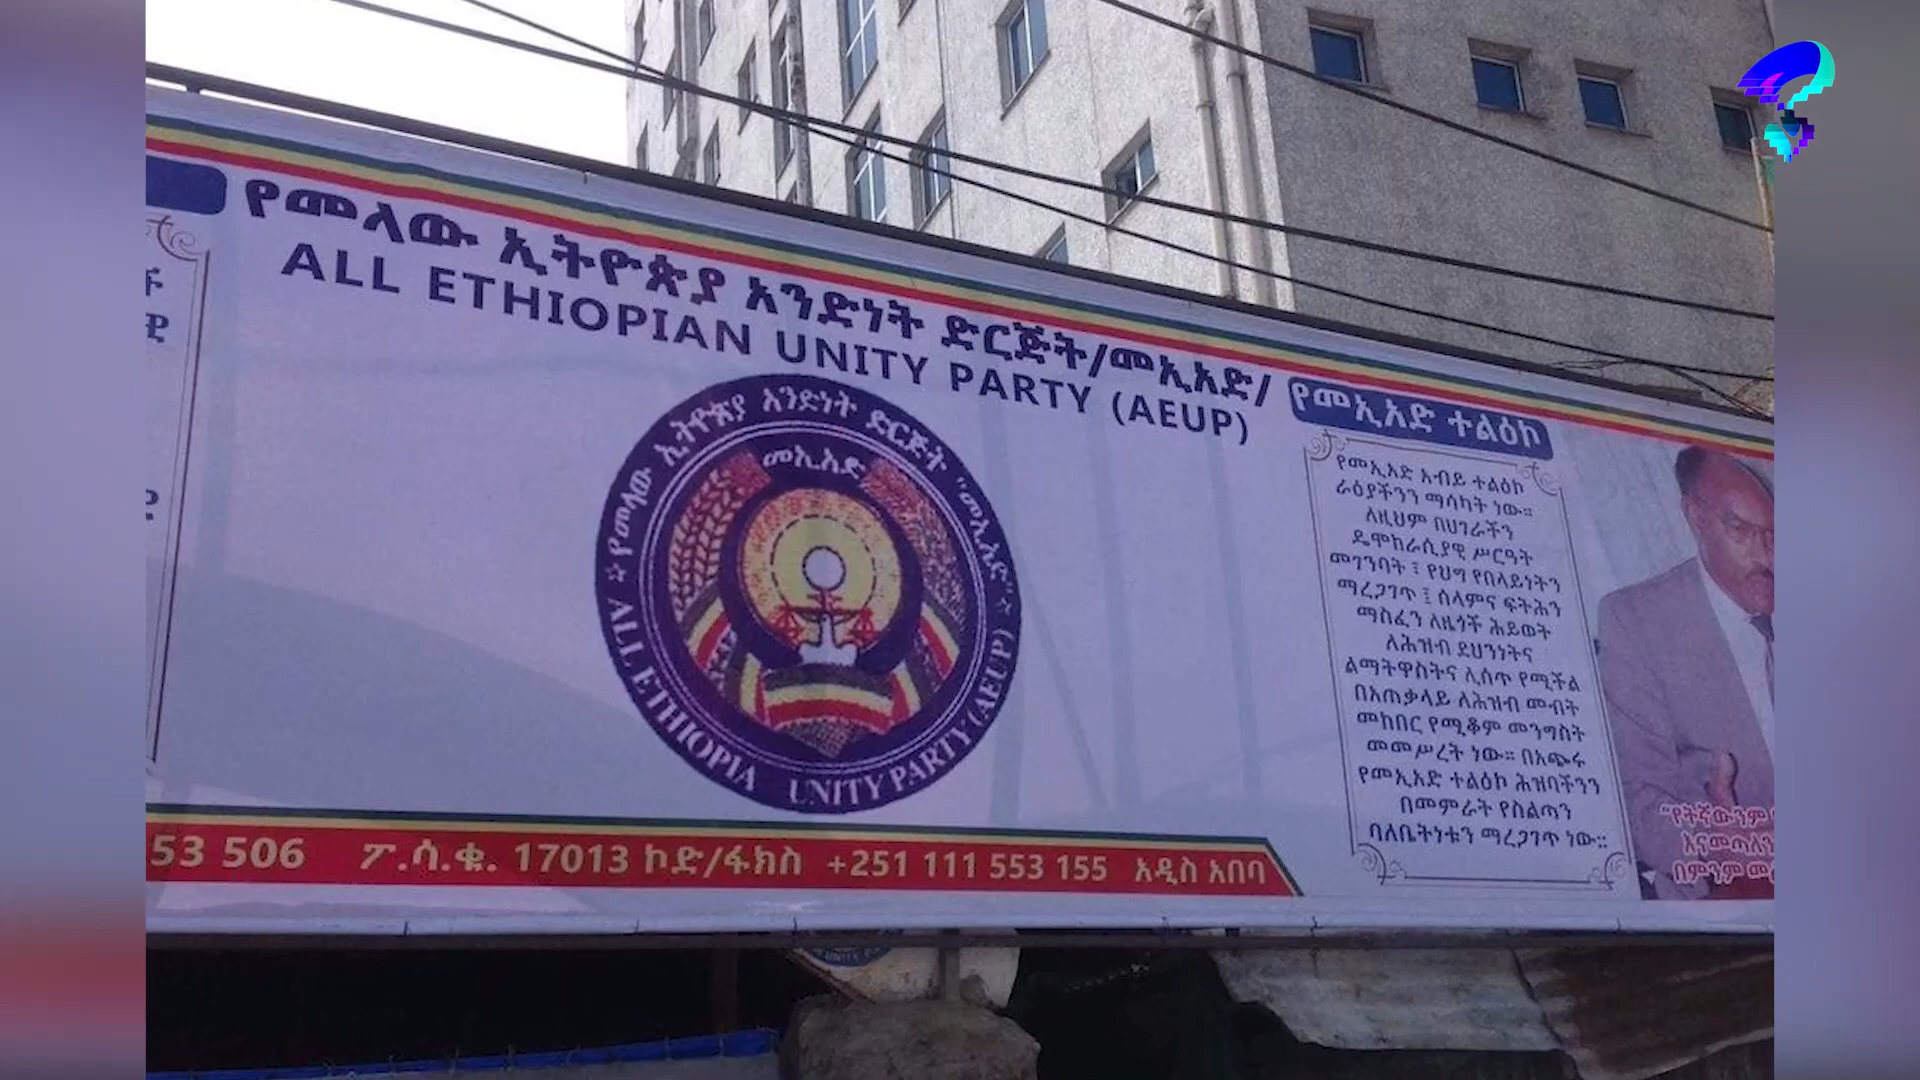 የመላው ኢትዮጵያ አንድነት ድርጅት/መኢአድ/
ALL ETHIOPIAN UNITY PARTY (AEUP)
☆ የመላው ኢትዮጵያ አንድነት ድርጅት "መኢአድ" ☆
መኢአድ
ALL ETHIOPIA UNITY PARTY (AEUP)
የመኢአድ ተልዕኮ
የመኢአድ አብይ ተልዕኮ
ራዕያችንን ማሳካት ነው።
ለዚህም በሀገራችን
ዴሞክራሲያዊ ሥርዓት
መገንባት ፣ የህግ የበላይነትን
ማረጋገጥ ፤ ሰላምና ፍትሕን
ማስፈን ለዜጎች ሕይወት
ለሕዝብ ደህንነትና
ልማትዋስትና ሊሰጥ የሚችል
በአጠቃላይ ለሕዝብ መብት
መከበር የሚቆም መንግስት
መመሥረት ነው። በአጭሩ
የመኢአድ ተልዕኮ ሕዝባችንን
በመምራት የስልጣን
ባለቤትነቱን ማረጋገጥ ነው።
"የትኛውንም
በምንም
53 506 ፖ.ሳ.ቁ. 17013 ኮድ/ፋክስ +251 111 553 155 አዲስ አበባ